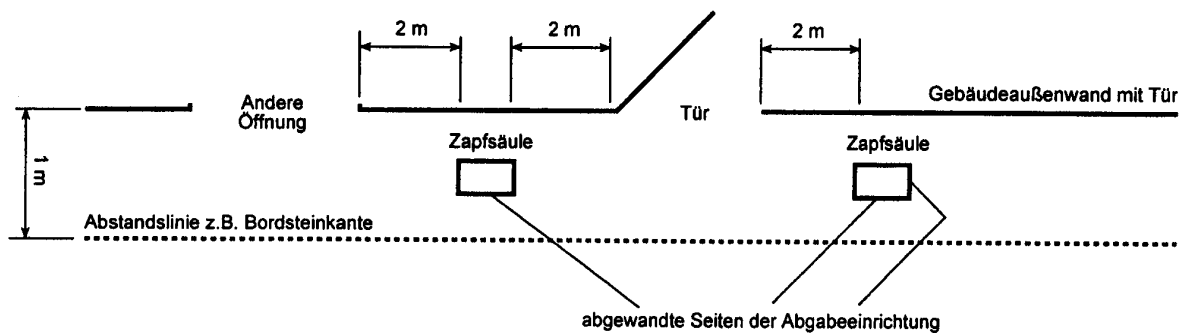 2 m
2 m
2 m
Andere
Öffnung
Tür
Gebäudeaußenwand mit Tür
Zapfsäule
Zapfsäule
1 m
Abstandslinie z.B. Bordsteinkante
abgewandte Seiten der Abgabeeinrichtung